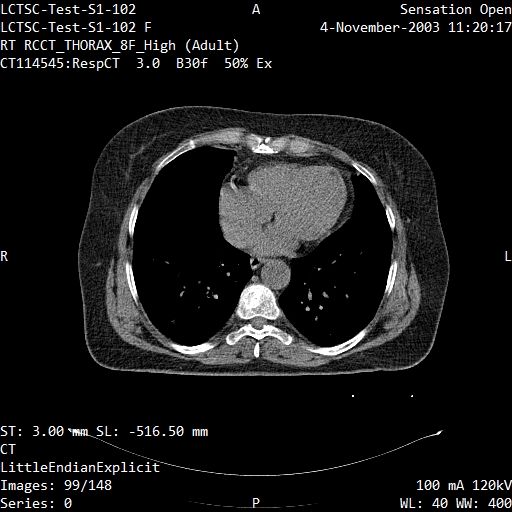 LCTSC-Test-S1-102 A Sensation Open
LCTSC-Test-S1-102 F 4-November-2003 11:20:17
RT RCCT_THORAX_8F_High (Adult)
CT114545:RespCT 3.0 B30f 50% Ex
R L
ST: 3.00 mm SL: -516.50 mm
CT
LittleEndianExplicit
Images: 99/148 100 mA 120kV
Series: 0 P WL: 40 WW: 400